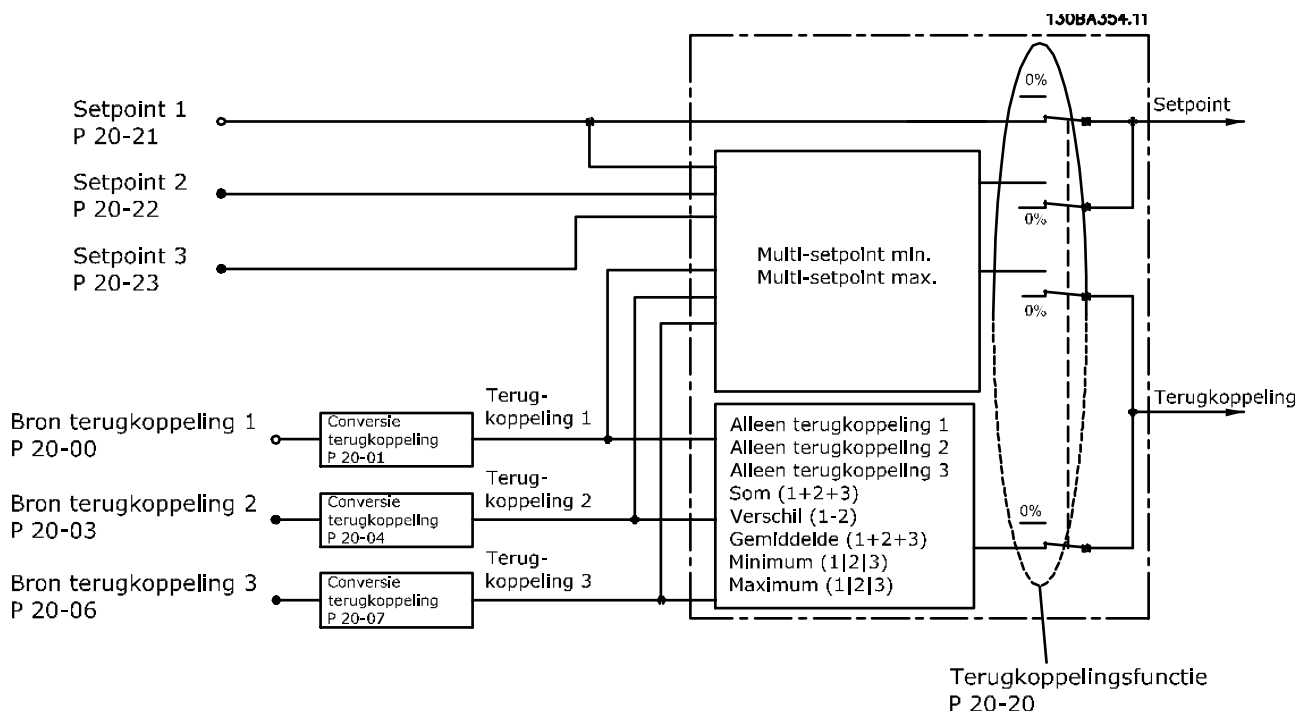 130BA354.11
0%
Setpoint 1
P 20-21
Setpoint
Setpoint 2
P 20-22
0%
Setpoint 3
P 20-23
Multi-setpoint min.
Multi-setpoint max.
0%
Bron terugkoppeling 1
P 20-00
Conversie
terugkoppeling
P 20-01
Terug-
koppeling 1
Terugkoppeling
Alleen terugkoppeling 1
Alleen terugkoppeling 2
Alleen terugkoppelng 3
Som (1+2+3)
Verschil (1-2)
Gemiddelde (1+2+3)
Minimum (1|2|3)
Maximum (1|2|3)
Bron terugkoppeling 2
P 20-03
Conversie
terugkoppeling
P 20-04
Terug-
koppeling 2
0%
Bron terugkoppeling 3
P 20-06
Conversie
terugkoppeling
P 20-07
Terug-
koppeling 3
Terugkoppelingsfunctie
P 20-20